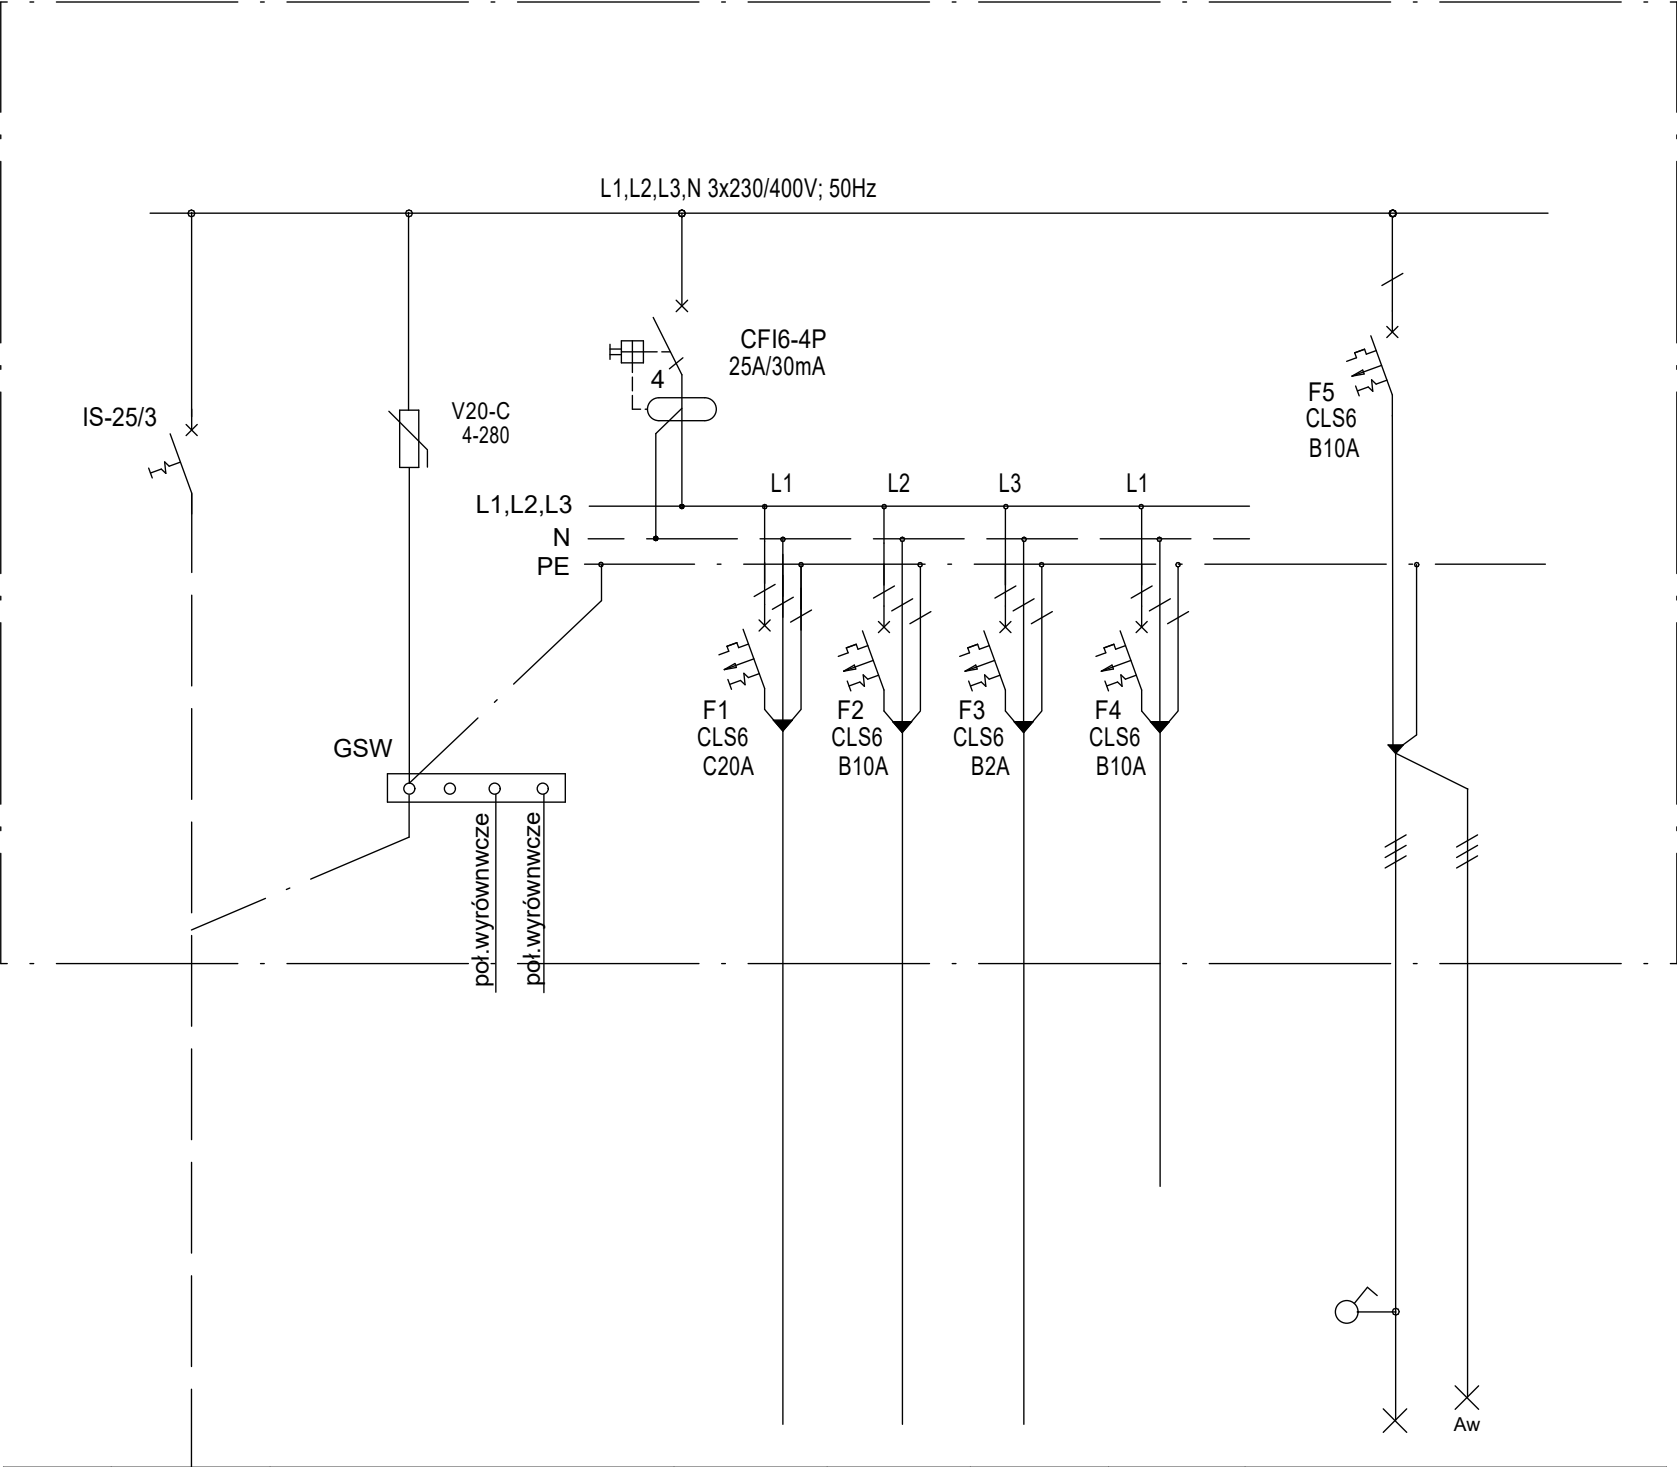 L1,L2,L3,N 3x230/400V; 50Hz
IS-25/3
V20-C
4-280
CFI6-4P
25A/30mA
4
F5
CLS6
B10A
L1
L2
L3
L1
L1,L2,L3
N
PE
GSW
F1
CLS6
C20A
F2
CLS6
B10A
F3
CLS6
B2A
F4
CLS6
B10A
poł.wyrównwcze
poł.wyrównwcze
Aw